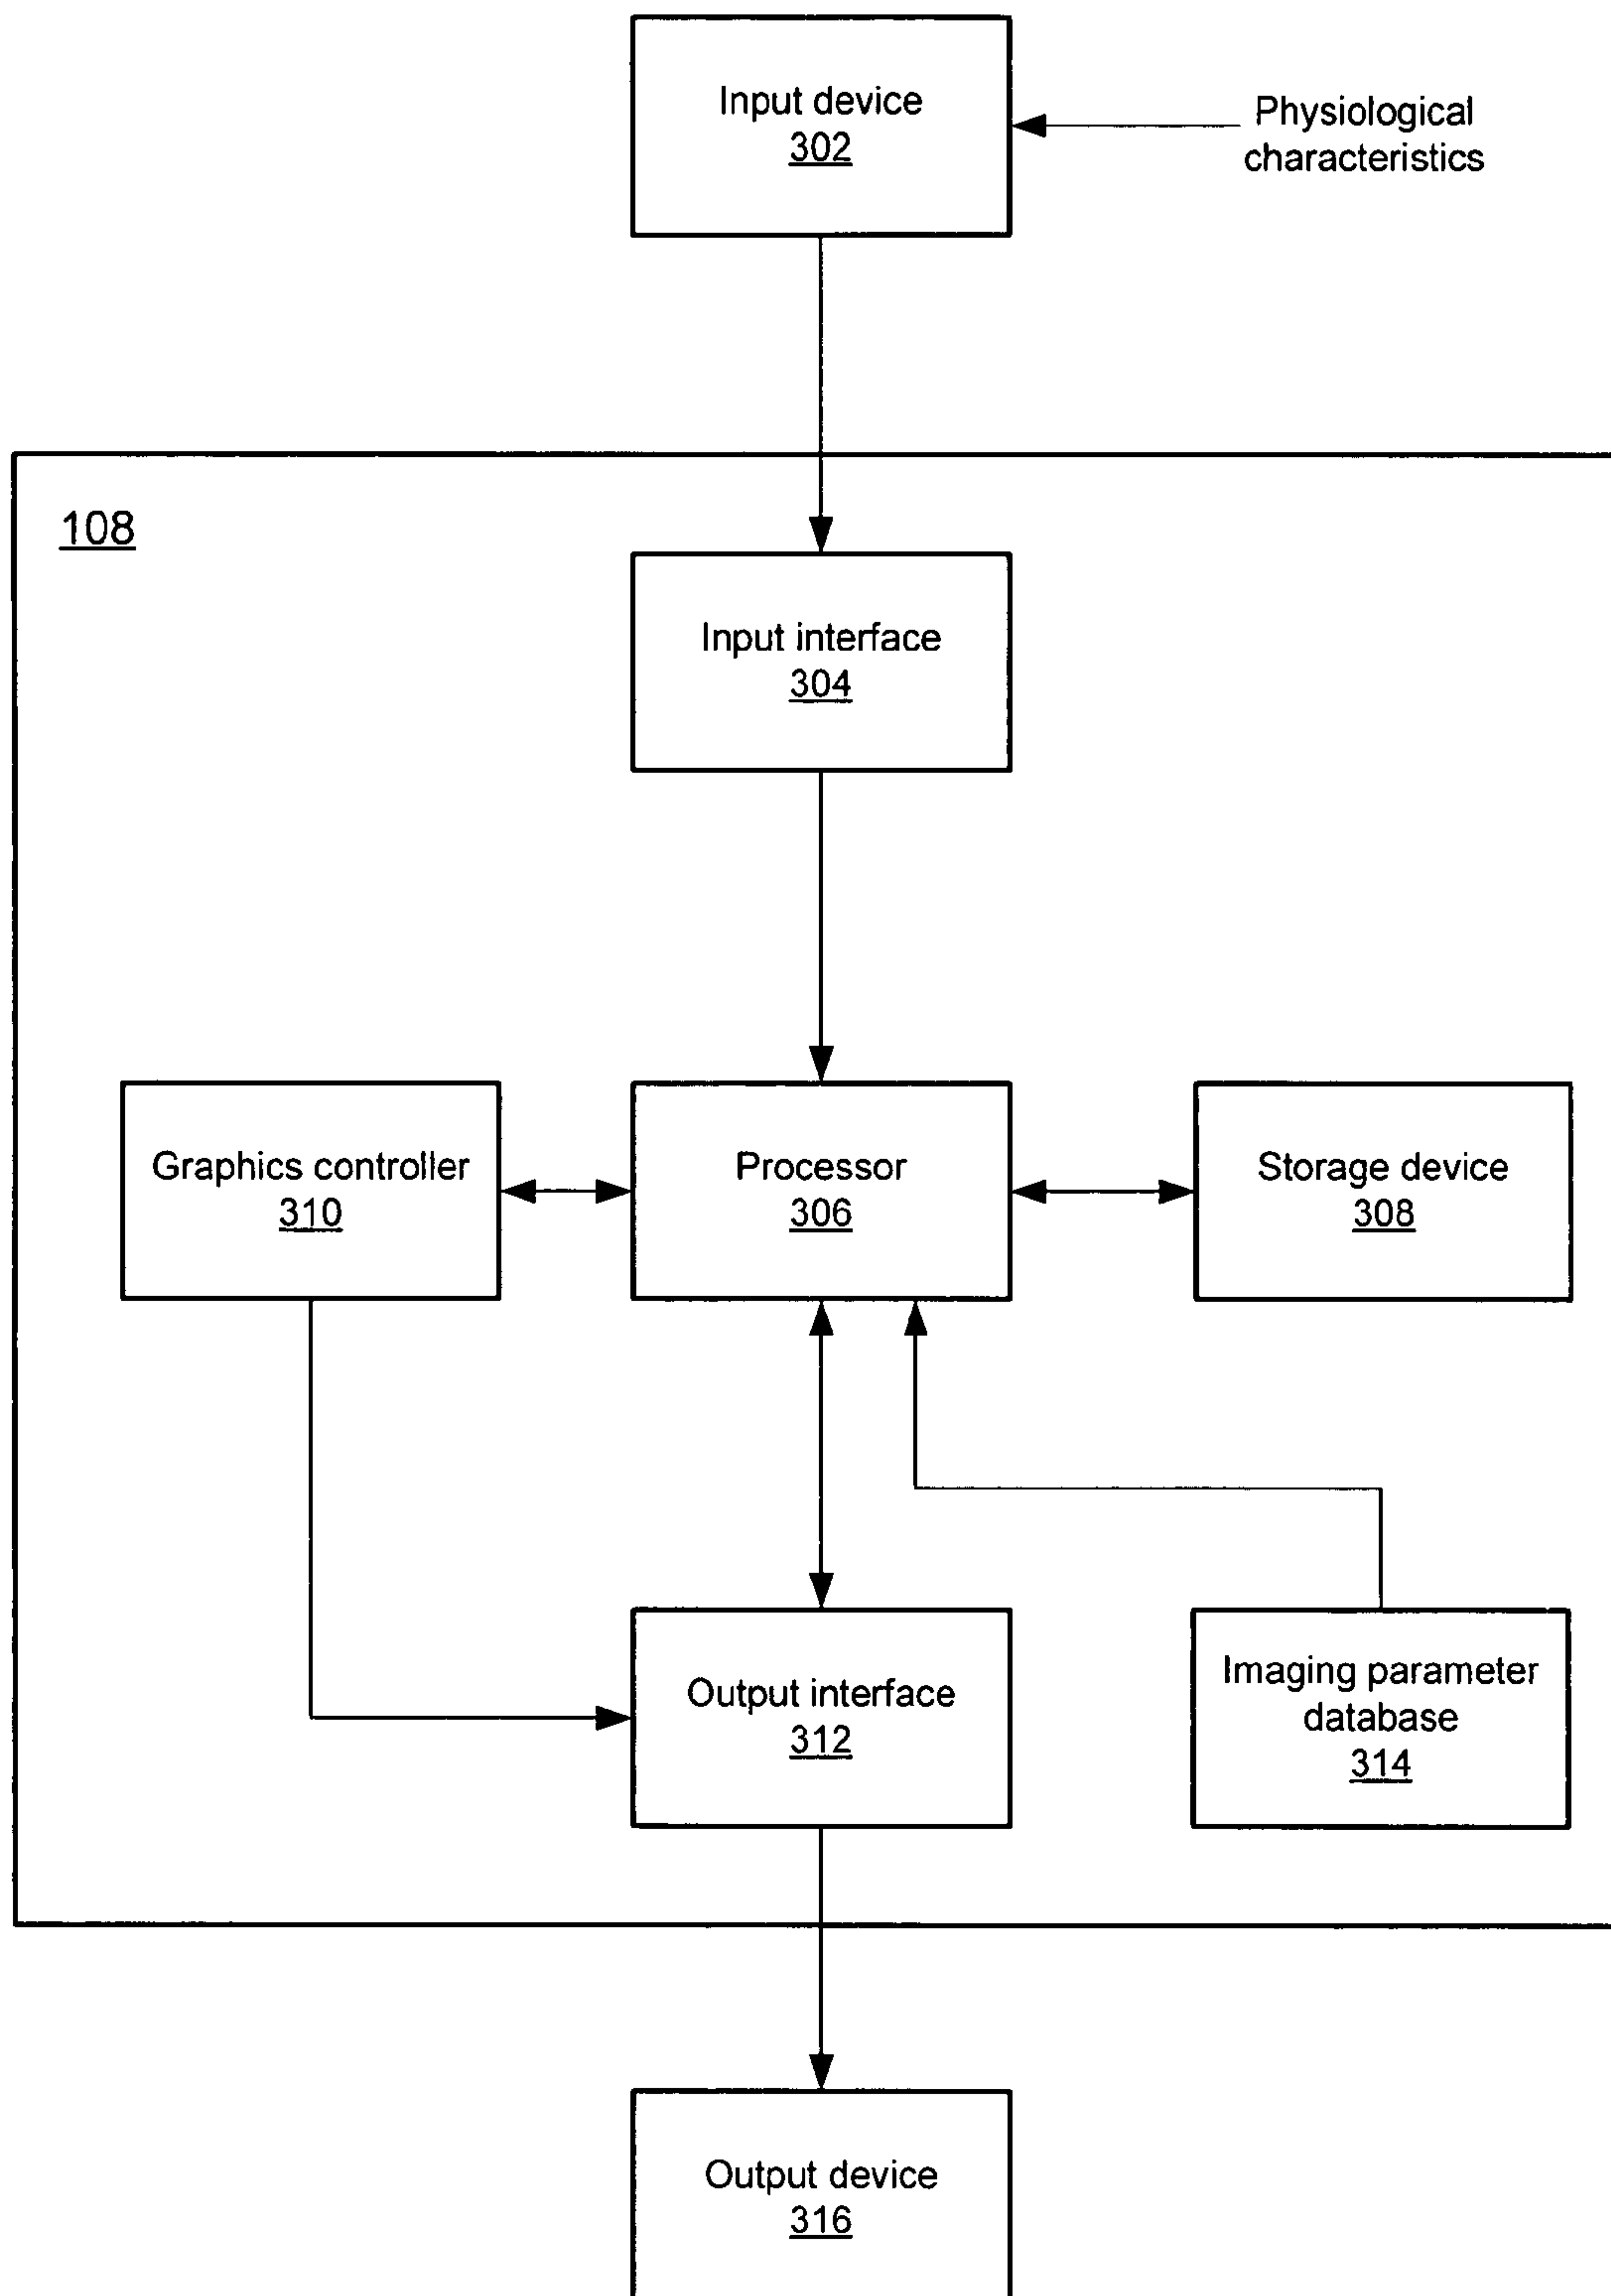 Input device
302
Physiological
characteristics
108
Input interface
304
Graphics controller
310
Processor
306
Storage device
308
Output interface
312
Imaging parameter
database
314
Output device
316